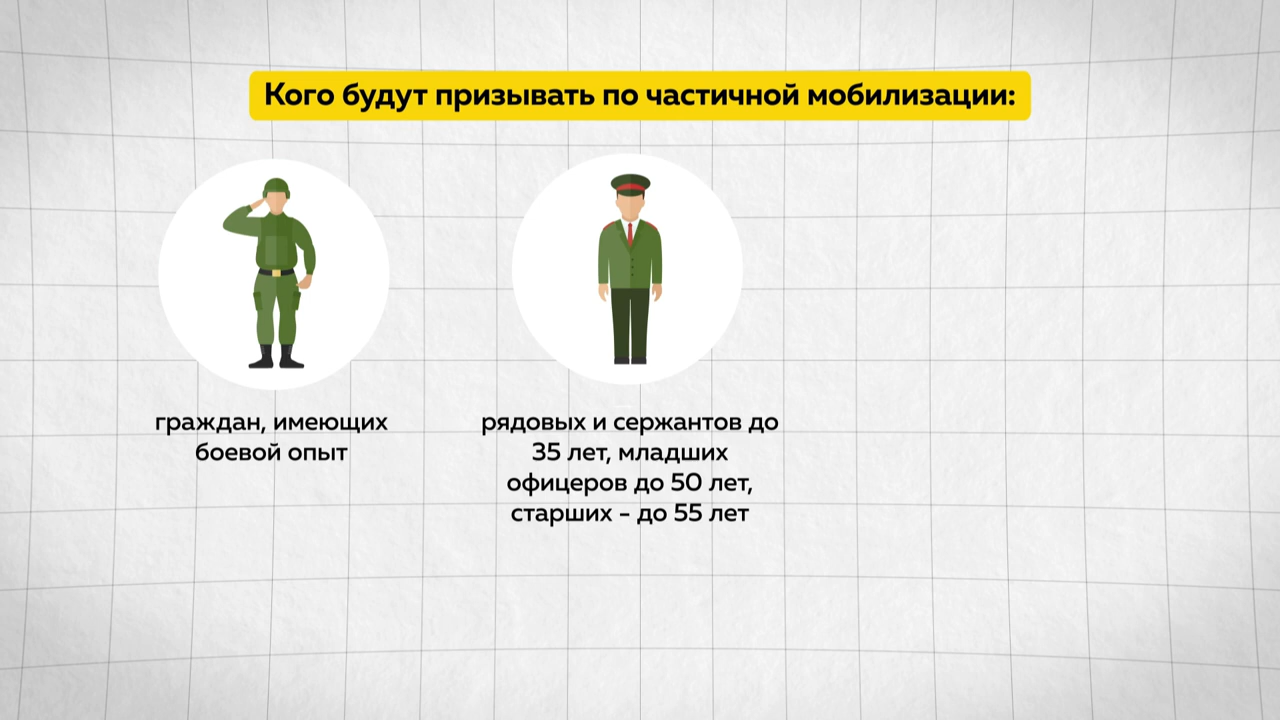 Кого будут призывать по частичной мобилизации:
граждан, имеющих
боевой опыт
рядовых и сержантов до
35 лет, младших
офицеров до 50 лет,
старших - до 55 лет